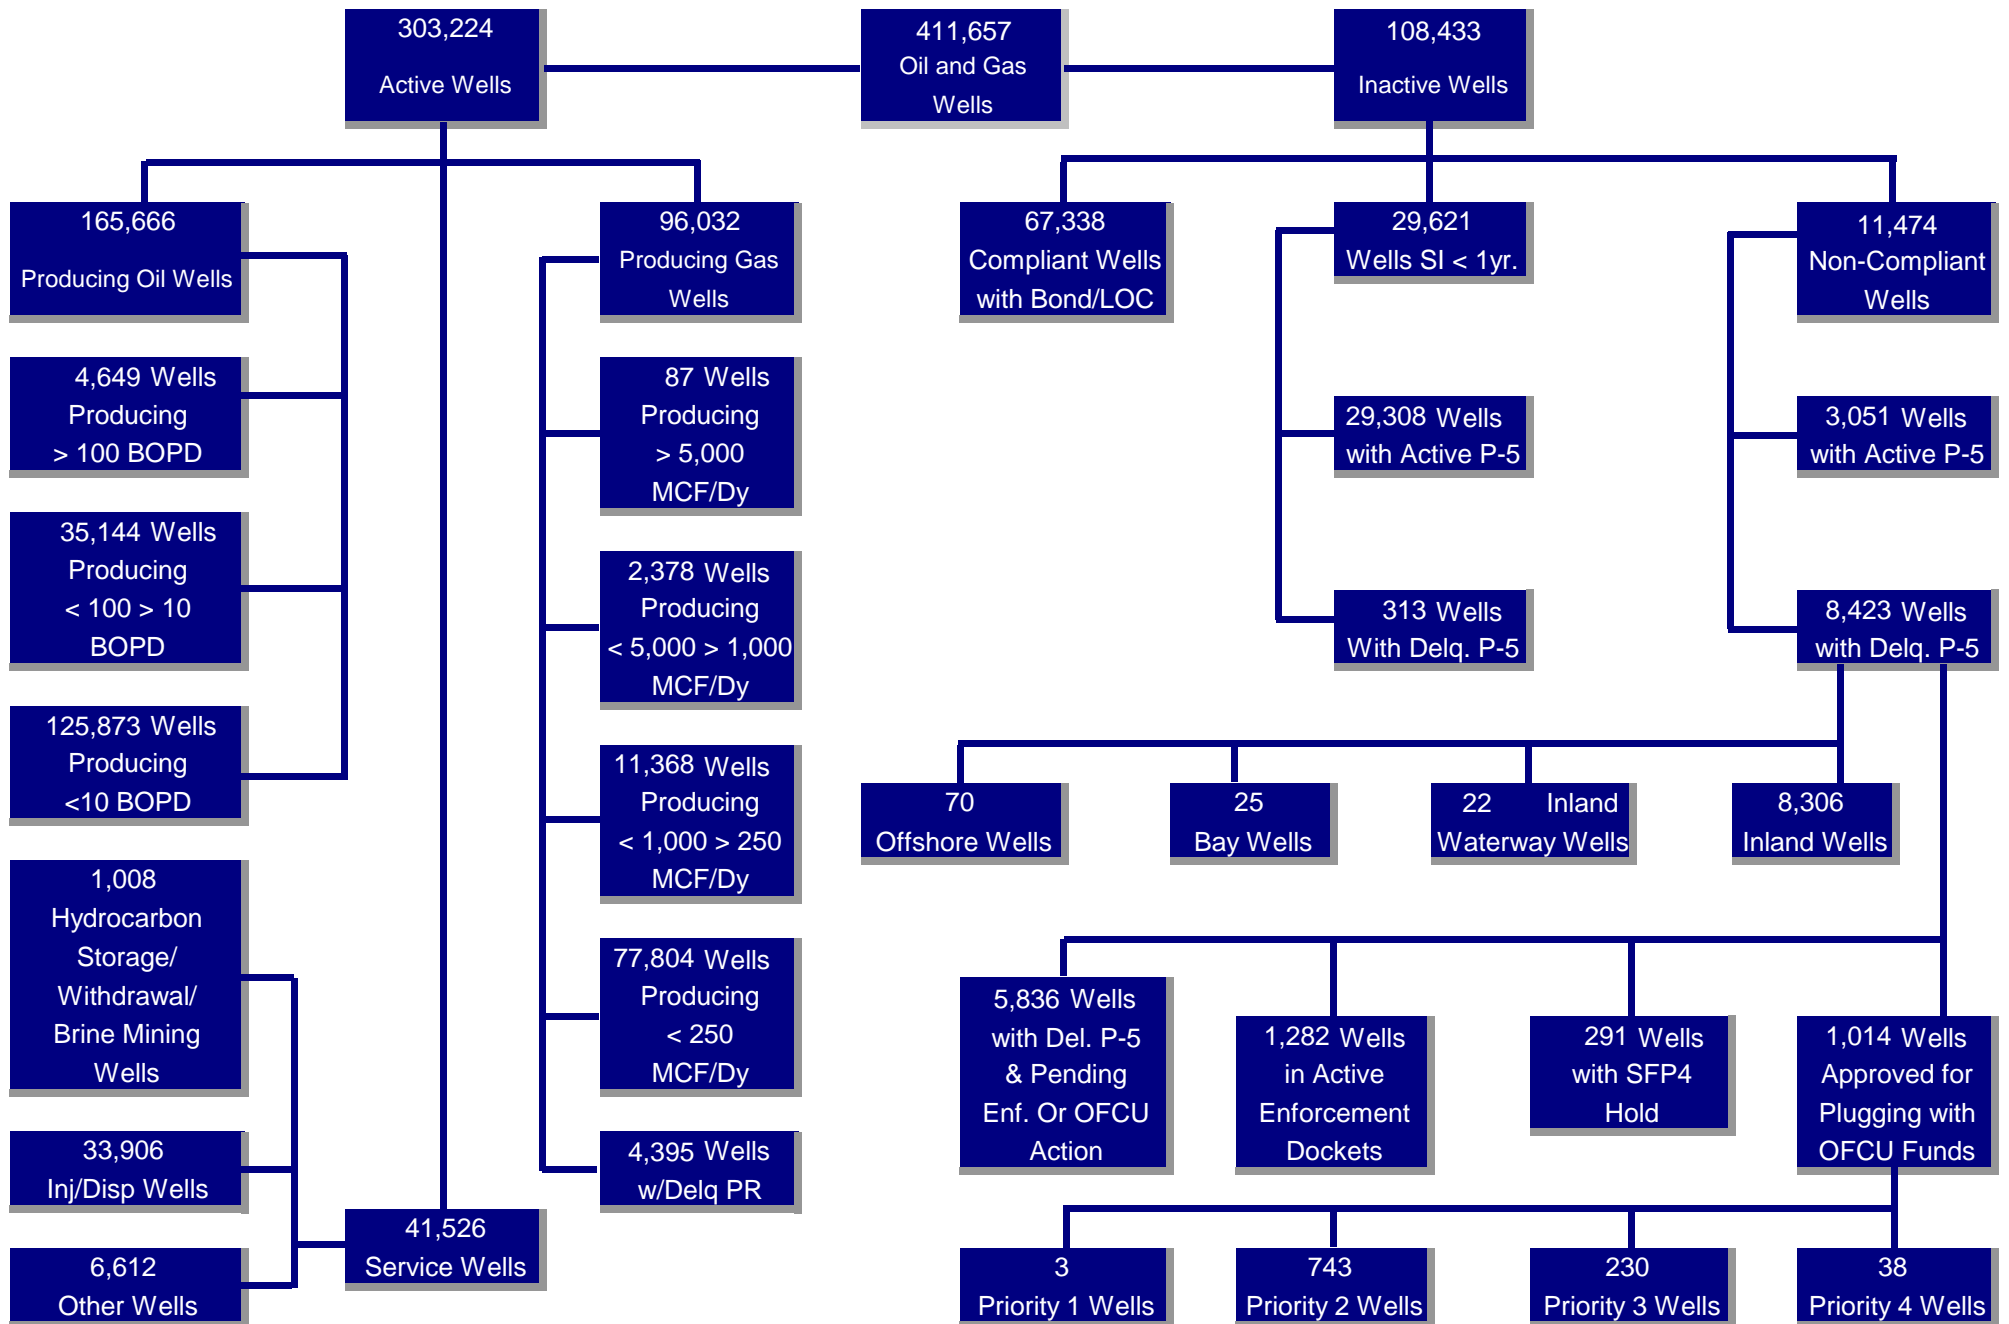 303,224
Active Wells
411,657
Oil and Gas
Wells
108,433
Inactive Wells
165,666
Producing Oil Wells
96,032
Producing Gas
Wells
67,338
Compliant Wells
with Bond/LOC
29,621
Wells SI < 1yr.
11,474
Non-Compliant
Wells
4,649 Wells
Producing
> 100 BOPD
87 Wells
Producing
> 5,000
MCF/Dy
29,308 Wells
with Active P-5
3,051 Wells
with Active P-5
35,144 Wells
Producing
< 100 > 10
BOPD
2,378 Wells
Producing
< 5,000 > 1,000
MCF/Dy
313 Wells
With Delq. P-5
8,423 Wells
with Delq. P-5
125,873 Wells
Producing
<10 BOPD
11,368 Wells
Producing
< 1,000 > 250
MCF/Dy
70
Offshore Wells
25
Bay Wells
22 Inland
Waterway Wells
8,306
Inland Wells
1,008
Hydrocarbon
Storage/
Withdrawal/
Brine Mining
Wells
77,804 Wells
Producing
< 250
MCF/Dy
5,836 Wells
with Del. P-5
& Pending
Enf. Or OFCU
Action
1,282 Wells
in Active
Enforcement
Dockets
291 Wells
with SFP4
Hold
1,014 Wells
Approved for
Plugging with
OFCU Funds
33,906
Inj/Disp Wells
4,395 Wells
w/Delq PR
41,526
Service Wells
6,612
Other Wells
3
Priority 1 Wells
743
Priority 2 Wells
230
Priority 3 Wells
38
Priority 4 Wells